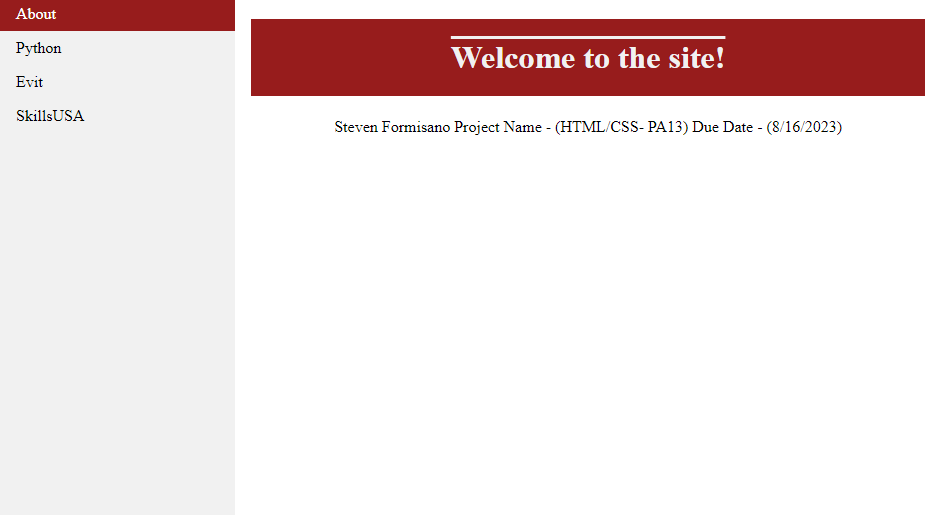 About
Python
Evit
SkillsUSA
Welcome to the site!
Steven Formisano Project Name - (HTML/CSS- PA13) Due Date - (8/16/2023)